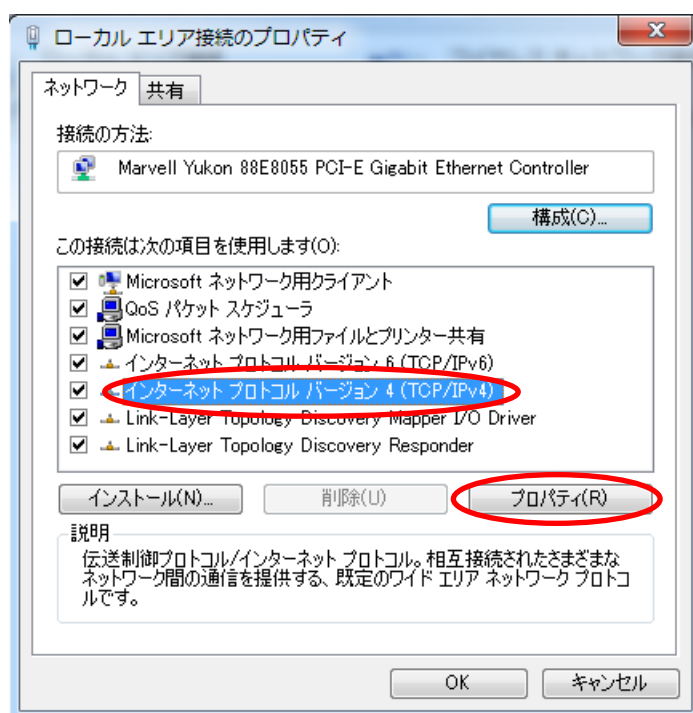 ローカル エリア接続のプロパティ
ネットワーク
共有
接続の方法:
Marvell Yukon 88E8055 PCI-E Gigabit Ethernet Controller
構成(C)...
この接続は次の項目を使用します(O):
Microsoft ネットワーク用クライアント
QoS パケット スケジューラ
Microsoft ネットワーク用ファイルとプリンター共有
インターネット プロトコル バージョン 6 (TCP/IPv6)
インターネット プロトコル バージョン 4 (TCP/IPv4)
Link-Layer Topology Discovery Mapper I/O Driver
Link-Layer Topology Discovery Responder
インストール(N)...
削除(U)
プロパティ(R)
説明
伝送制御プロトコル/インターネット プロトコル。相互接続されたさまざまな
ネットワーク間の通信を提供する、既定のワイド エリア ネットワーク プロトコ
ルです。
OK
キャンセル